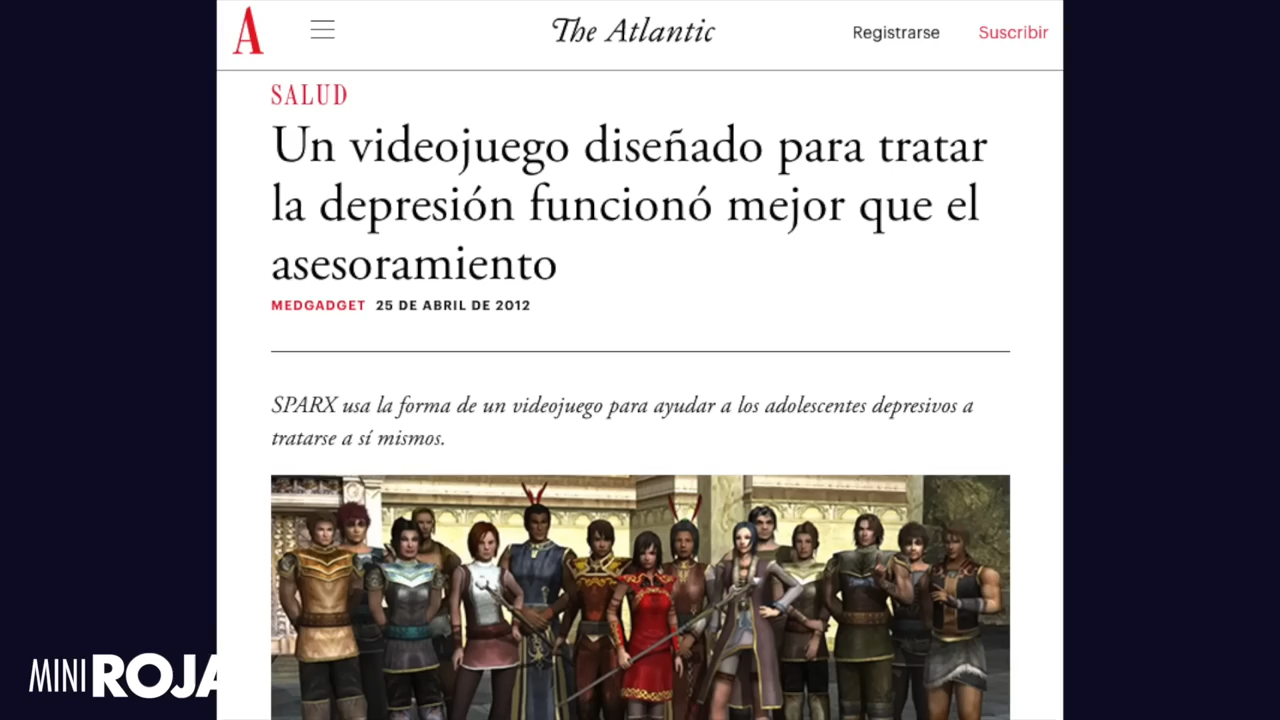 A
The Atlantic
Registrarse
Suscribir
SALUD
Un videojuego diseñado para tratar
la depresión funcionó mejor que el
asesoramiento
MEDGADGET 25 DE ABRIL DE 2012
SPARX usa la forma de un videojuego para ayudar a los adolescentes depresivos a
tratarse a sí mismos.
MINI ROJA